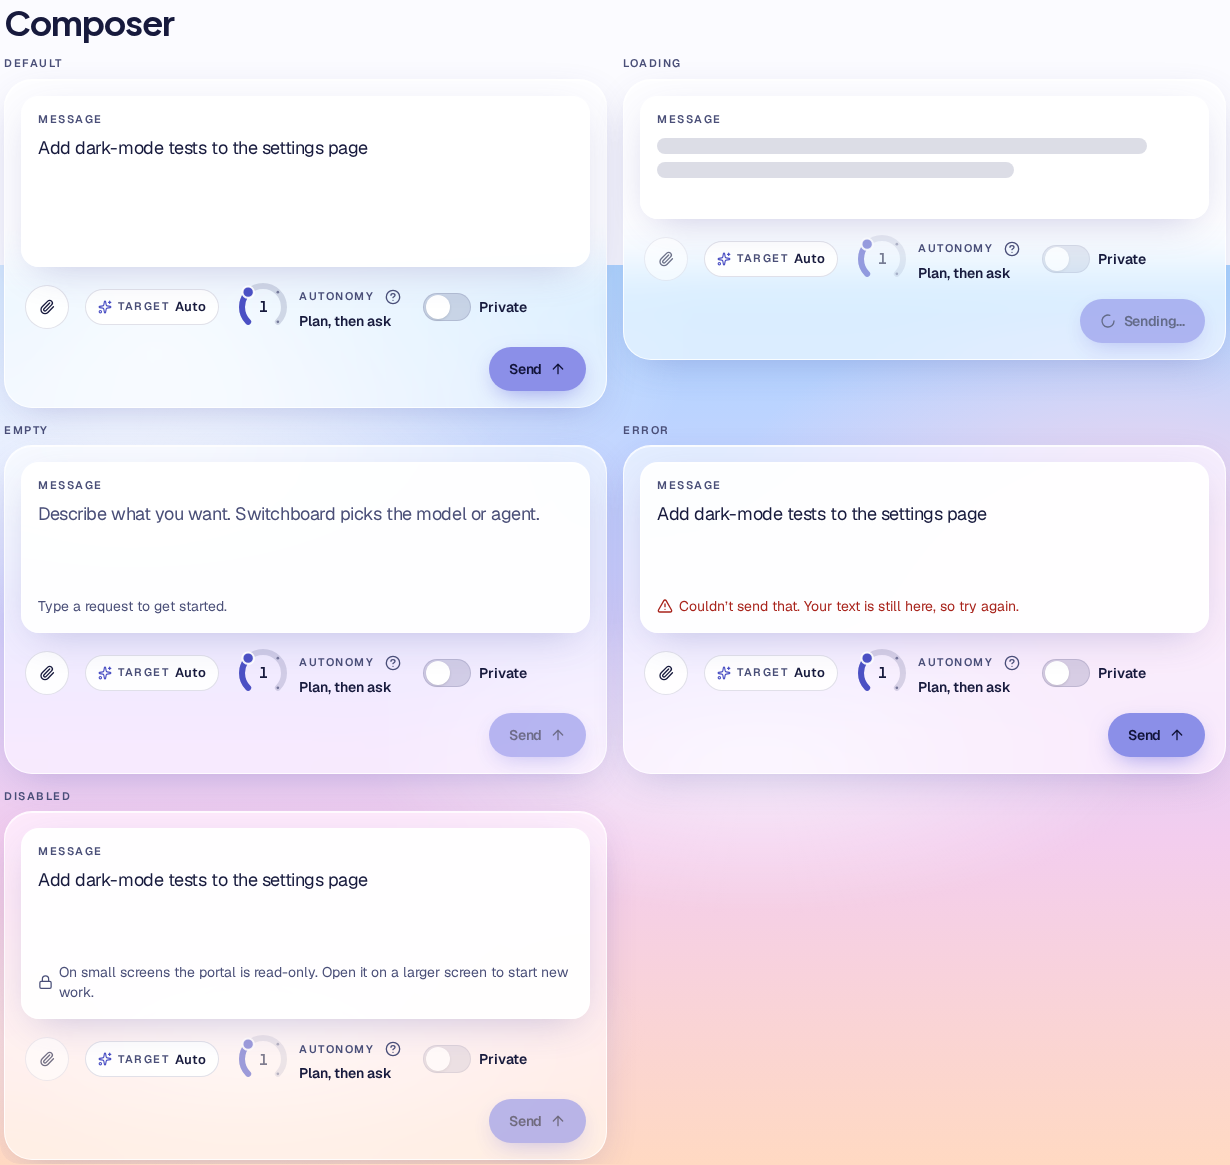 Composer
DEFAULT
MESSAGE
Add dark-mode tests to the settings page
TARGET Auto
1
AUTONOMY
Plan, then ask
Private
Send
LOADING
MESSAGE
TARGET Auto
1
AUTONOMY
Plan, then ask
Private
Sending...
EMPTY
MESSAGE
Describe what you want. Switchboard picks the model or agent.
Type a request to get started.
TARGET Auto
1
AUTONOMY
Plan, then ask
Private
Send
ERROR
MESSAGE
Add dark-mode tests to the settings page
Couldn't send that. Your text is still here, so try again.
TARGET Auto
1
AUTONOMY
Plan, then ask
Private
Send
DISABLED
MESSAGE
Add dark-mode tests to the settings page
On small screens the portal is read-only. Open it on a larger screen to start new
work.
TARGET Auto
1
AUTONOMY
Plan, then ask
Private
Send